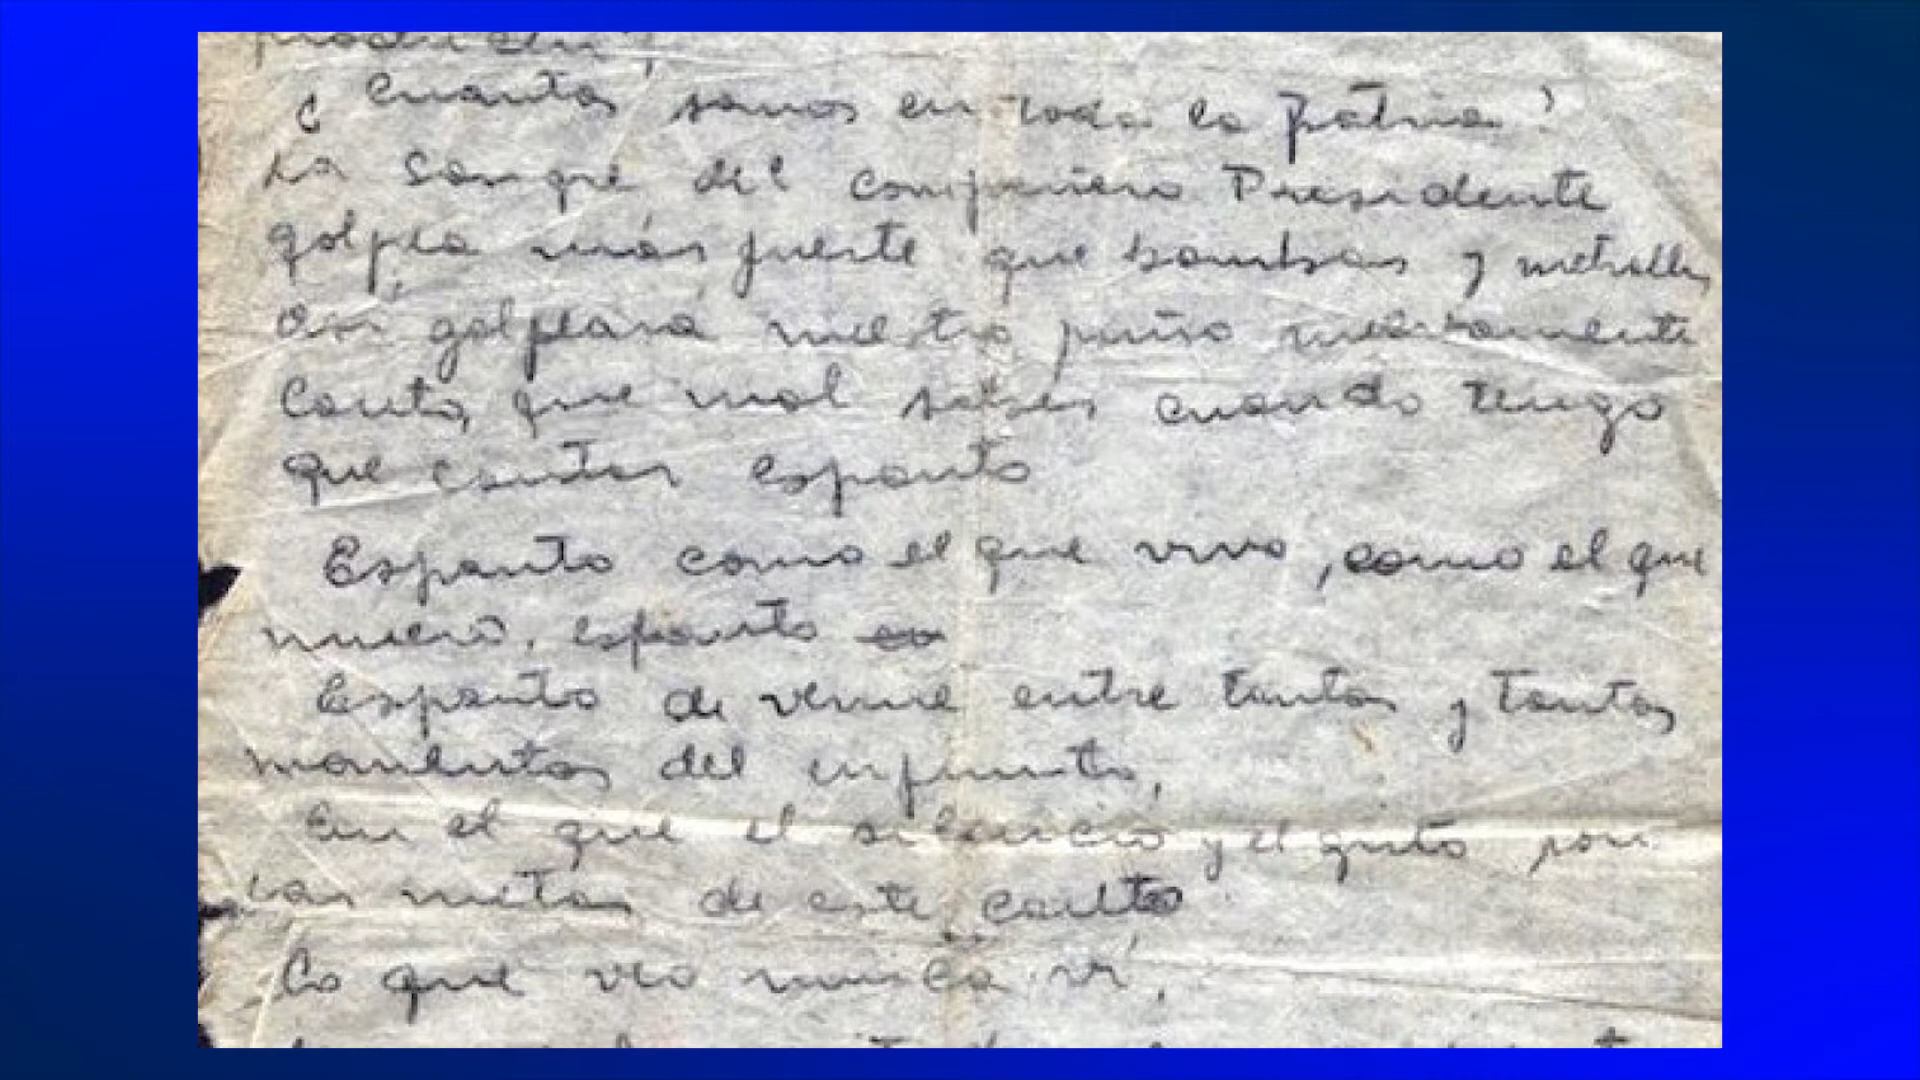 ¿Cuantos somos en toda la patria?
La sangre del compañero Presidente
golpea más fuerte que bombas y metrallas
Así golpeará nuestro puño nuevamente
Canto, que mal sales cuando tengo
que cantar espanto
Espanto como el que vivo, como el que
muero, espanto
Espanto de verme entre tantos y tantos
momentos del infinito,
En el que el silencio y el grito son
las metas de este canto
Lo que veo nunca vi,